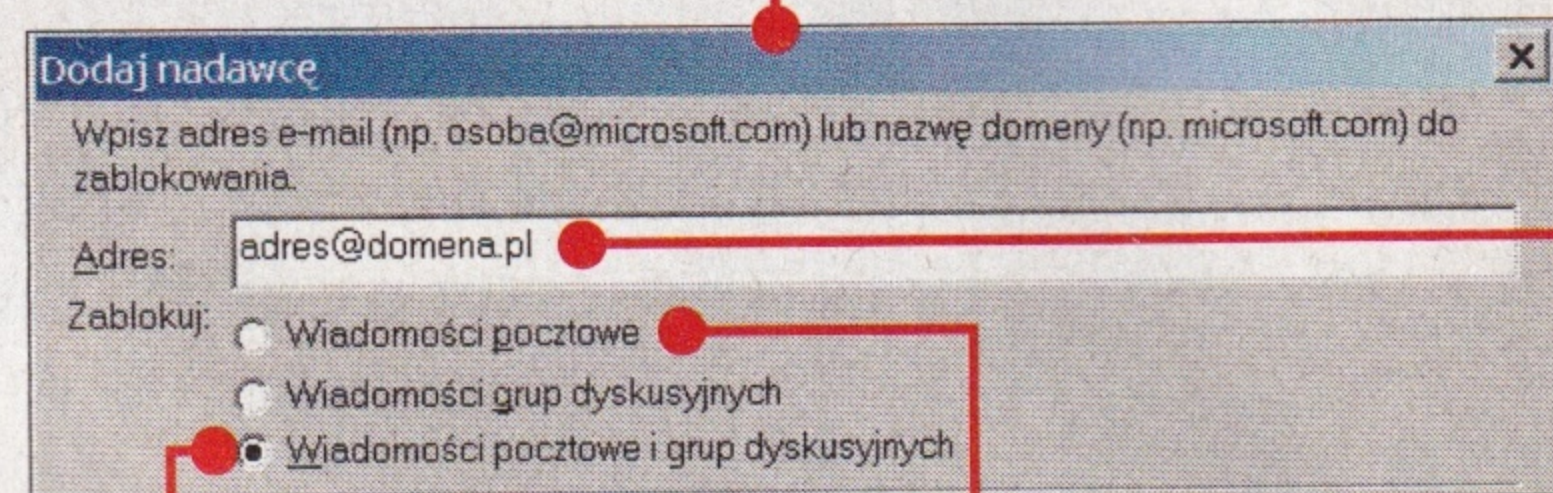 Dodaj nadawcę
Wpisz adres e-mail (np. osoba@microsoft.com) lub nazwę domeny (np. microsoft.com) do
zablokowania.
Adres: adres@domena.pl
Zablokuj: Wiadomości pocztowe
Wiadomości grup dyskusyjnych
Wiadomości pocztowe i grup dyskusyjnych